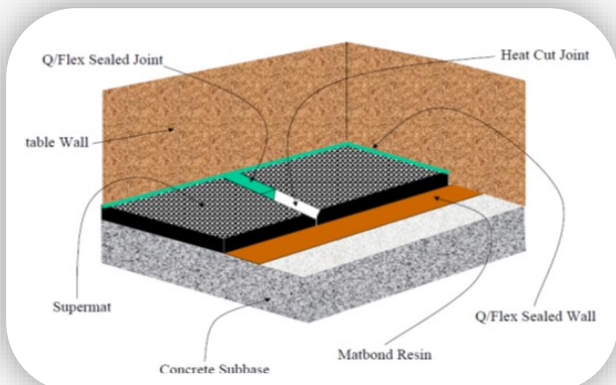 Q/Flex Sealed Joint
Heat Cut Joint
table Wall
Supermat
Q/Flex Sealed Wall
Matbond Resin
Concrete Subbase